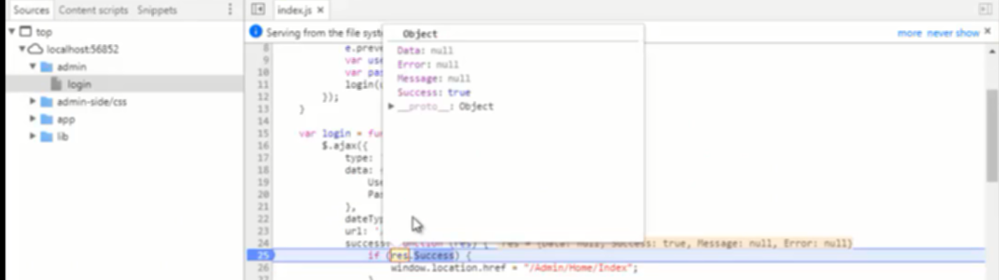 Sources Content scripts Snippets
index.js ×
top
localhost:56852
admin
login
admin-side/css
app
lib
Serving from the file syst
more never show ×
Object
Data: null
Error: null
Message: null
Success: true
__proto__: Object
8 e.preve
9 var use
10 var pas
11 login(
12 });
13 }
14
15 var login = fun
16 $.ajax({
17 type:
18 data:
19 Use
20 Pas
21 },
22 dateTyp
23 url: '
24 success: function (res) { res = {Data: null, Success: true, Message: null, Error: null}
25 if (res.Success) {
26 window.location.href = "/Admin/Home/Index";
27 }